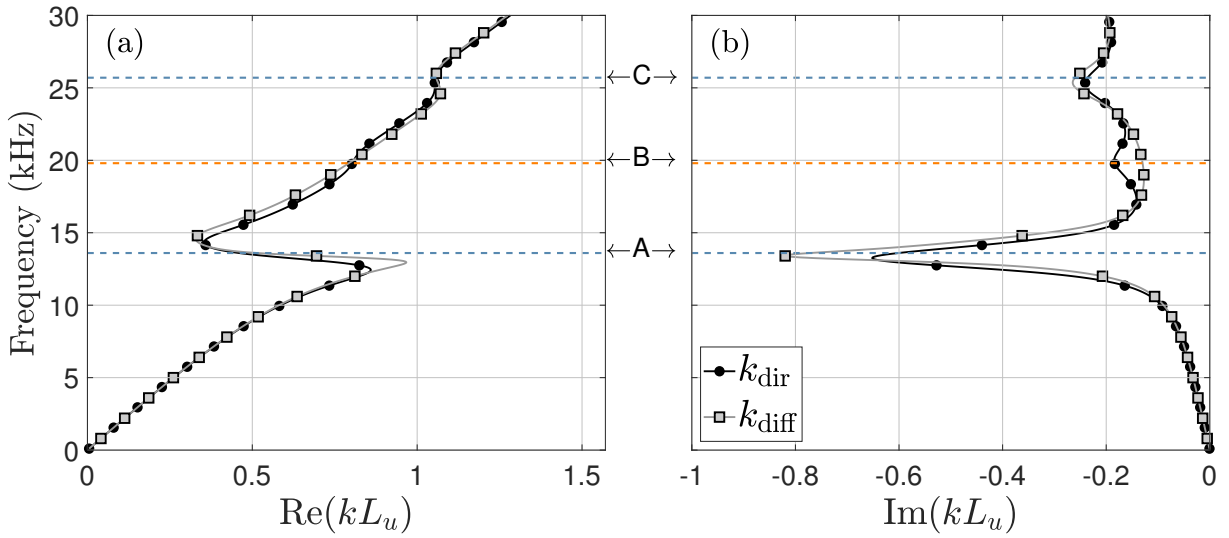 (a)
(b)
30
25
20
15
10
5
0
Frequency (kHz)
←C→
←B→
←A→
k_dir
k_diff
0
0.5
1
1.5
-1
-0.8
-0.6
-0.4
-0.2
0
Re(kL_u)
Im(kL_u)